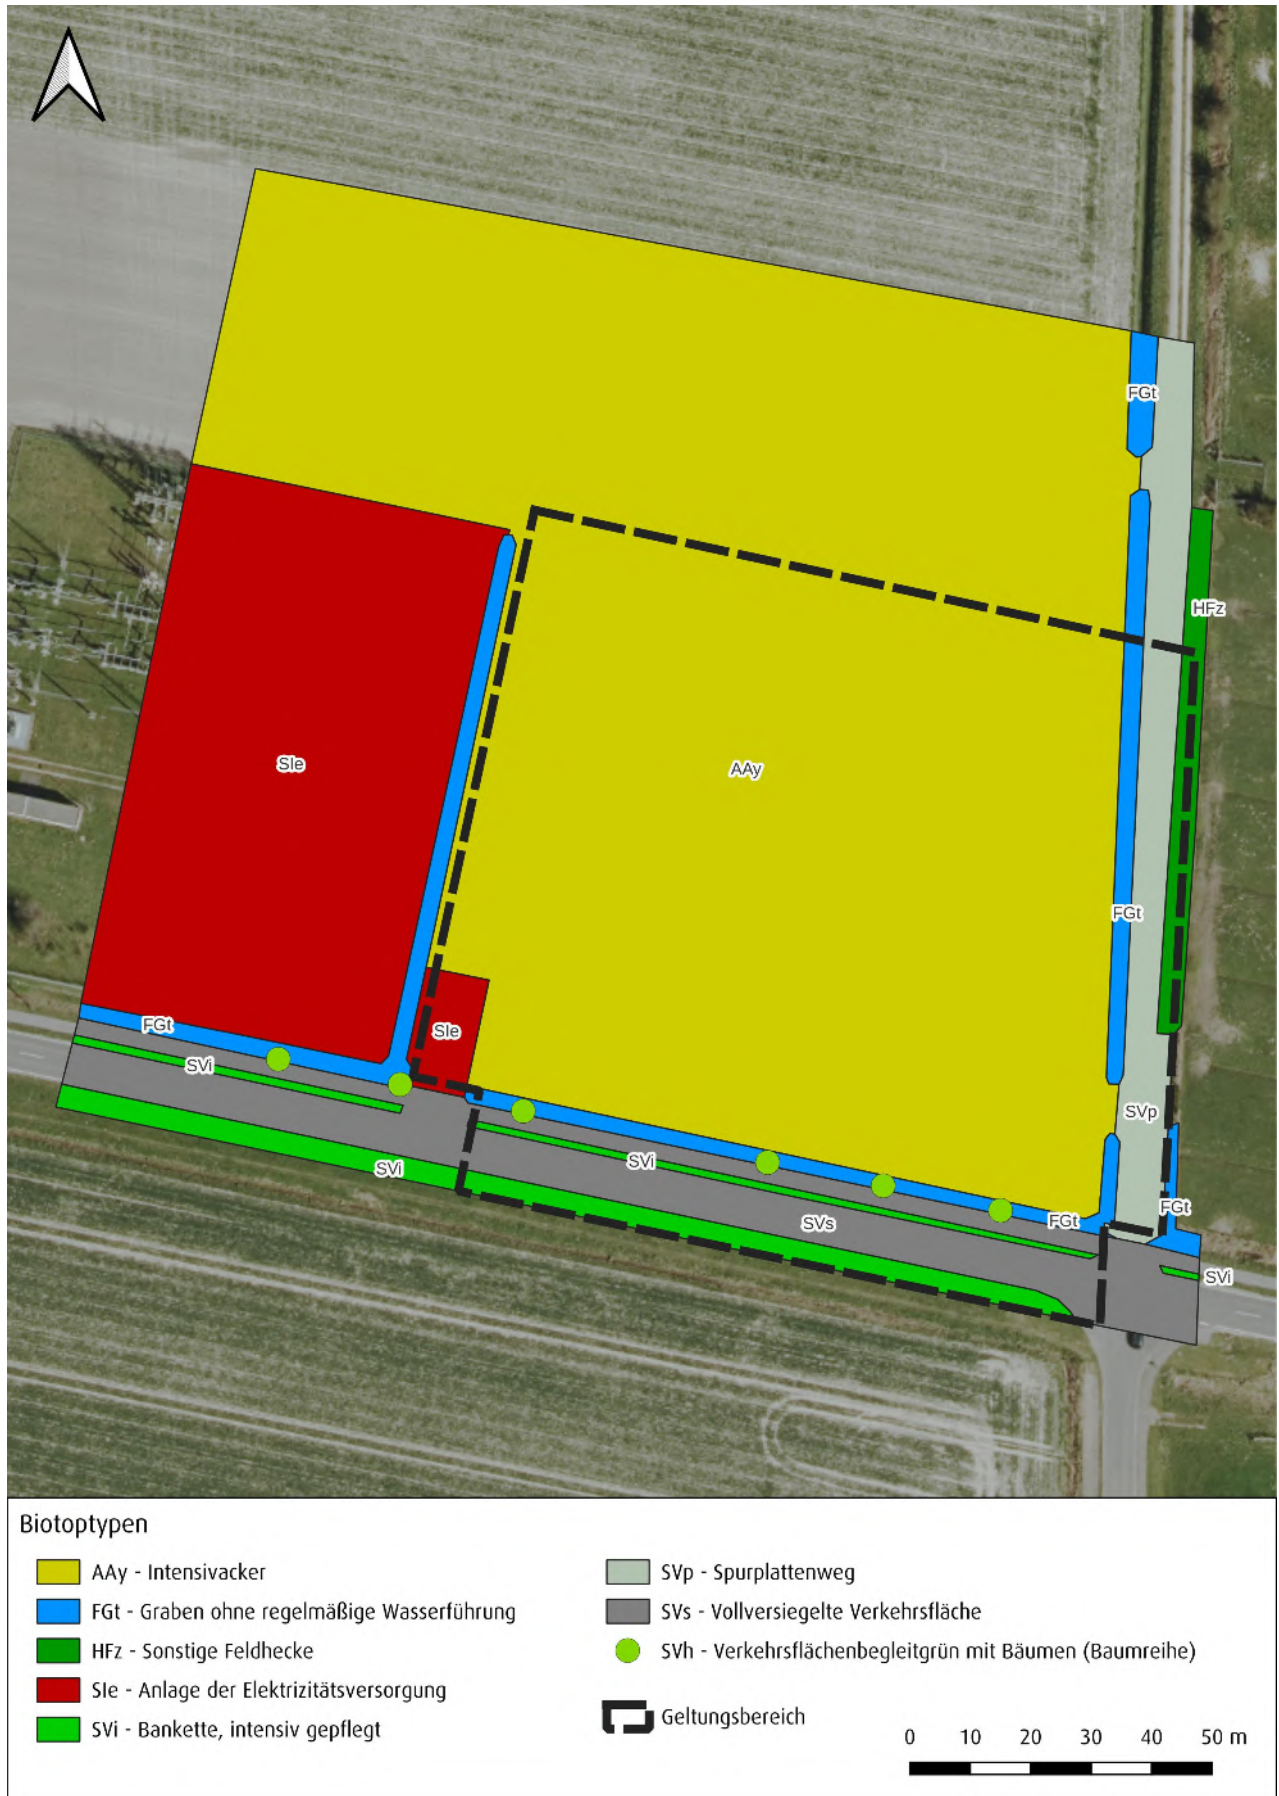 FGt
HFz
SIe
AAy
FGt
FGt
SIe
SVi
SVp
SVi
SVi
FGt
FGt
SVs
SVi
Biotoptypen
AAy - Intensivacker
FGt - Graben ohne regelmäßige Wasserführung
HFz - Sonstige Feldhecke
SIe - Anlage der Elektrizitätsversorgung
SVi - Bankette, intensiv gepflegt
SVp - Spurplattenweg
SVs - Vollversiegelte Verkehrsfläche
SVh - Verkehrsflächenbegleitgrün mit Bäumen (Baumreihe)
Geltungsbereich
0 10 20 30 40 50 m